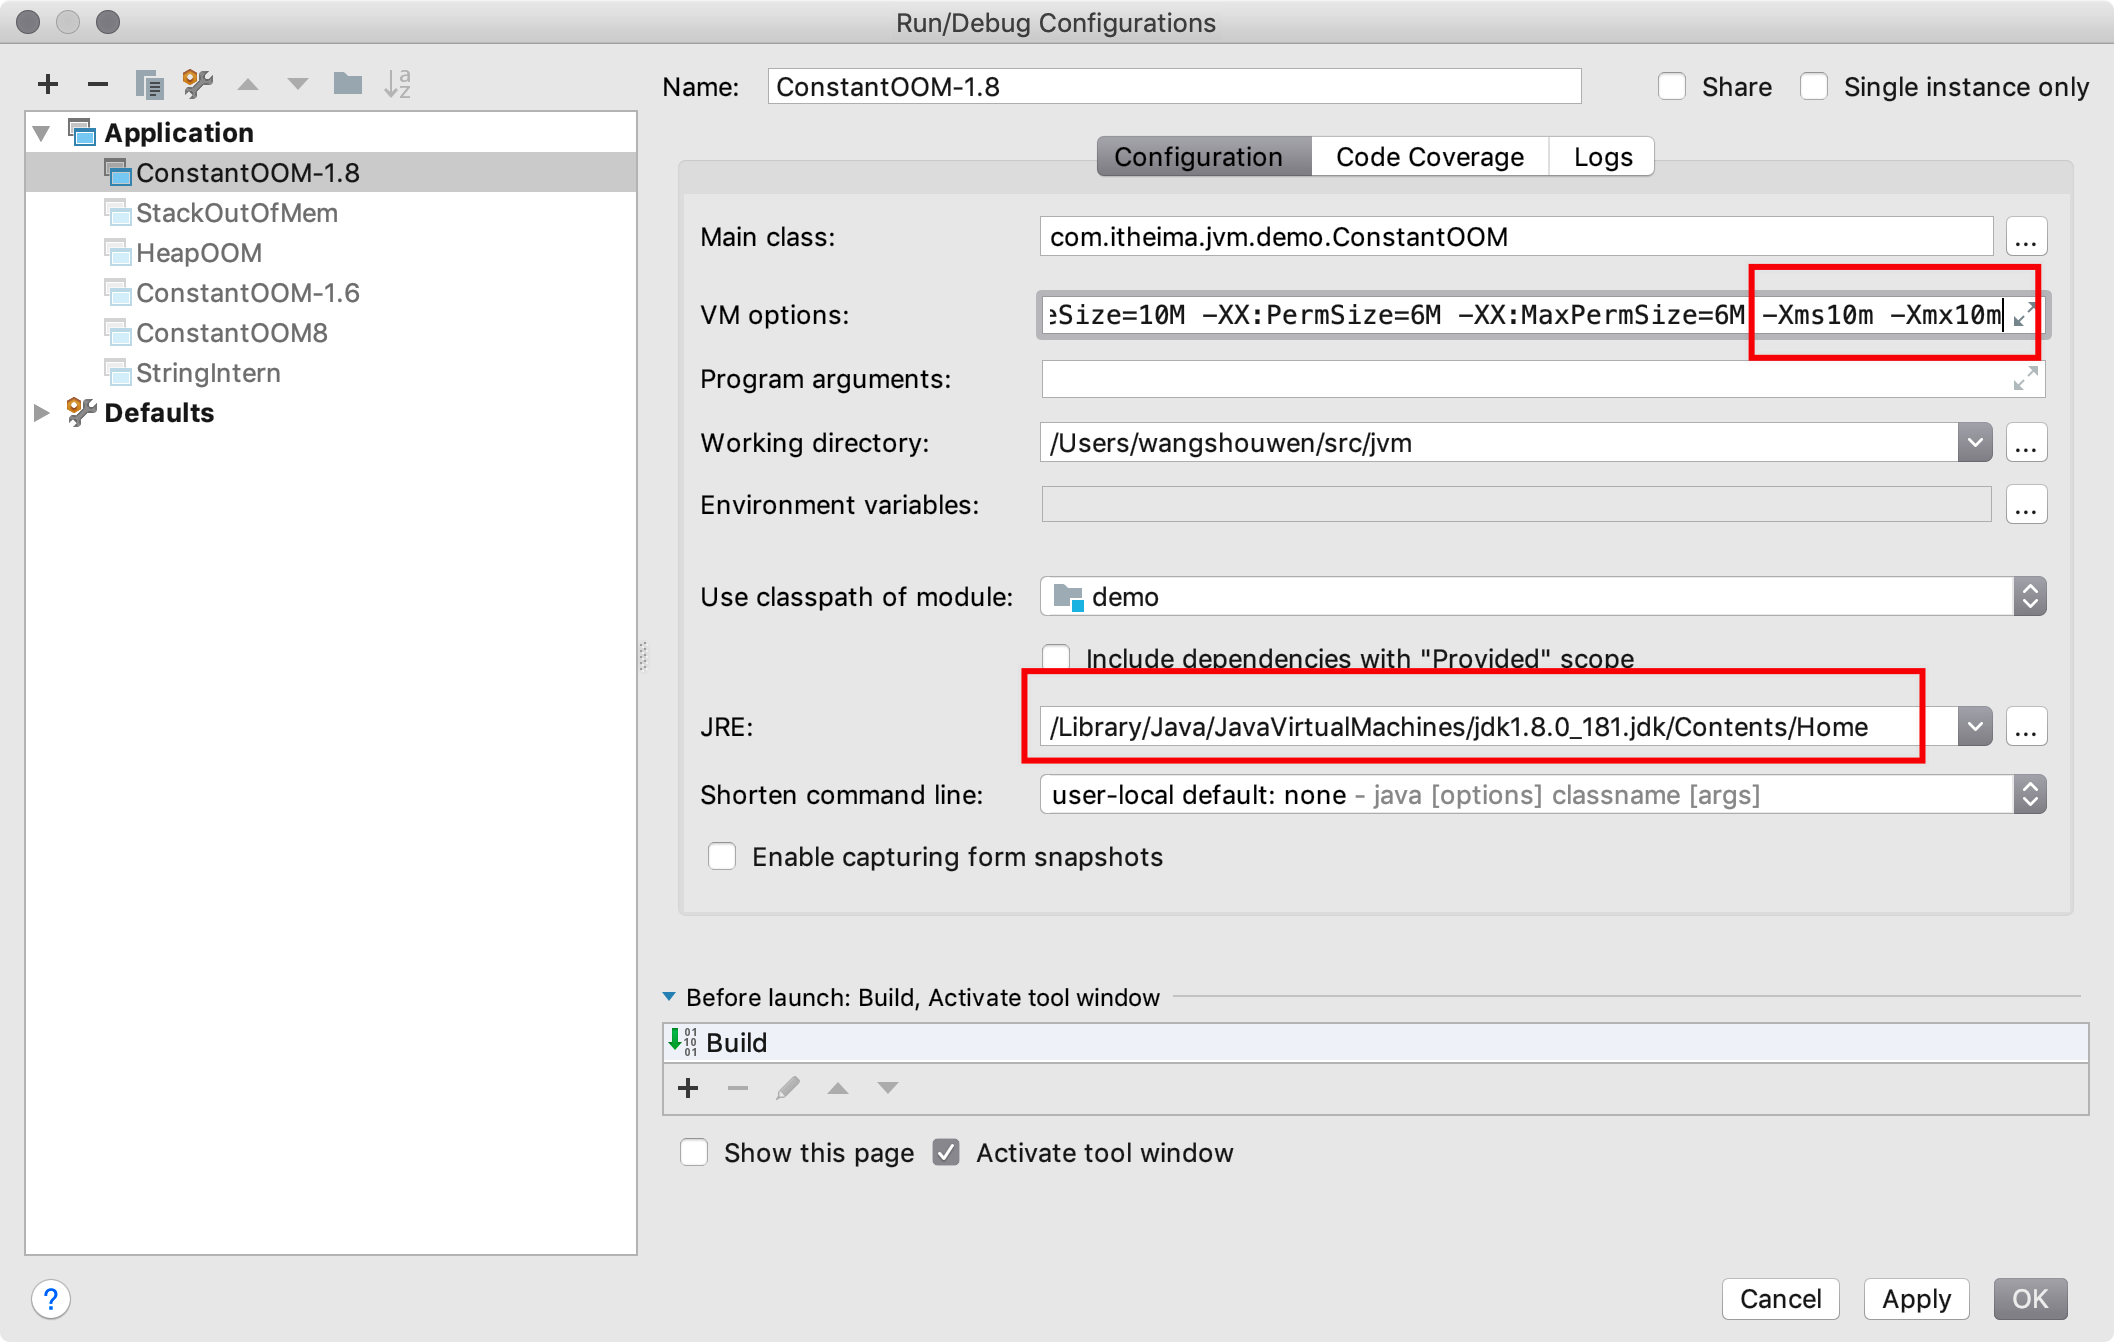 Run/Debug Configurations
Name: ConstantOOM-1.8 Share Single instance only
Application
ConstantOOM-1.8
StackOutOfMem
HeapOOM
ConstantOOM-1.6
ConstantOOM8
StringIntern
Defaults
Configuration Code Coverage Logs
Main class: com.itheima.jvm.demo.ConstantOOM ...
VM options: eSize=10M -XX:PermSize=6M -XX:MaxPermSize=6M -Xms10m -Xmx10m
Program arguments:
Working directory: /Users/wangshouwen/src/jvm ...
Environment variables: ...
Use classpath of module: demo
Include dependencies with "Provided" scope
JRE: /Library/Java/JavaVirtualMachines/jdk1.8.0_181.jdk/Contents/Home ...
Shorten command line: user-local default: none - java [options] classname [args]
Enable capturing form snapshots
Before launch: Build, Activate tool window
Build
Show this page Activate tool window
? Cancel Apply OK